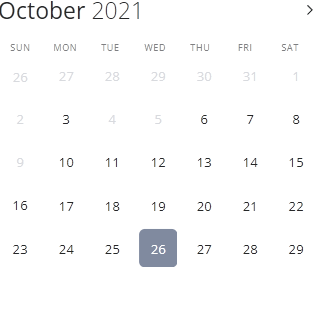 October 2021
SUN MON TUE WED THU FRI SAT
26 27 28 29 30 31 1
2 3 4 5 6 7 8
9 10 11 12 13 14 15
16 17 18 19 20 21 22
23 24 25 26 27 28 29